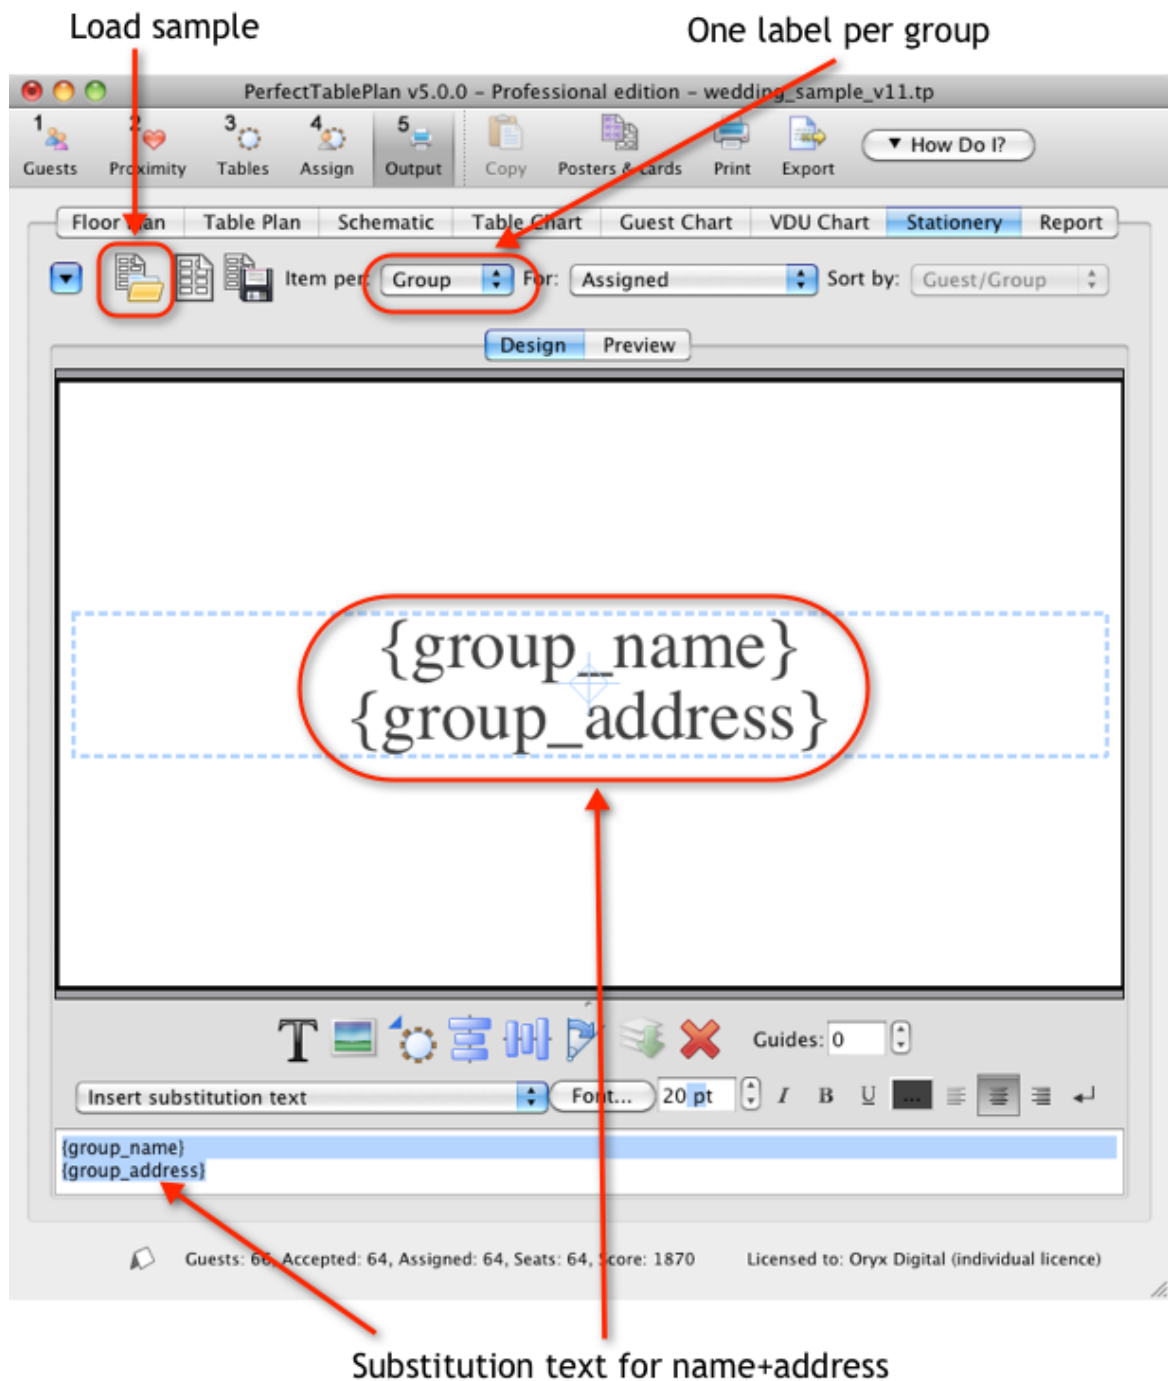 Load sample
One label per group
PerfectTablePlan v5.0.0 – Professional edition – wedding_sample_v11.tp
1 2 3 4 5
Guests Proximity Tables Assign Output Copy Posters & cards Print Export ▼ How Do I?
Floor Plan Table Plan Schematic Table Chart Guest Chart VDU Chart Stationery Report
Item per: Group For: Assigned Sort by: Guest/Group
Design Preview
{group_name}
{group_address}
T Guides: 0
Insert substitution text Font... 20 pt I B U ...
{group_name}
{group_address}
Guests: 66, Accepted: 64, Assigned: 64, Seats: 64, Score: 1870 Licensed to: Oryx Digital (individual licence)
Substitution text for name+address